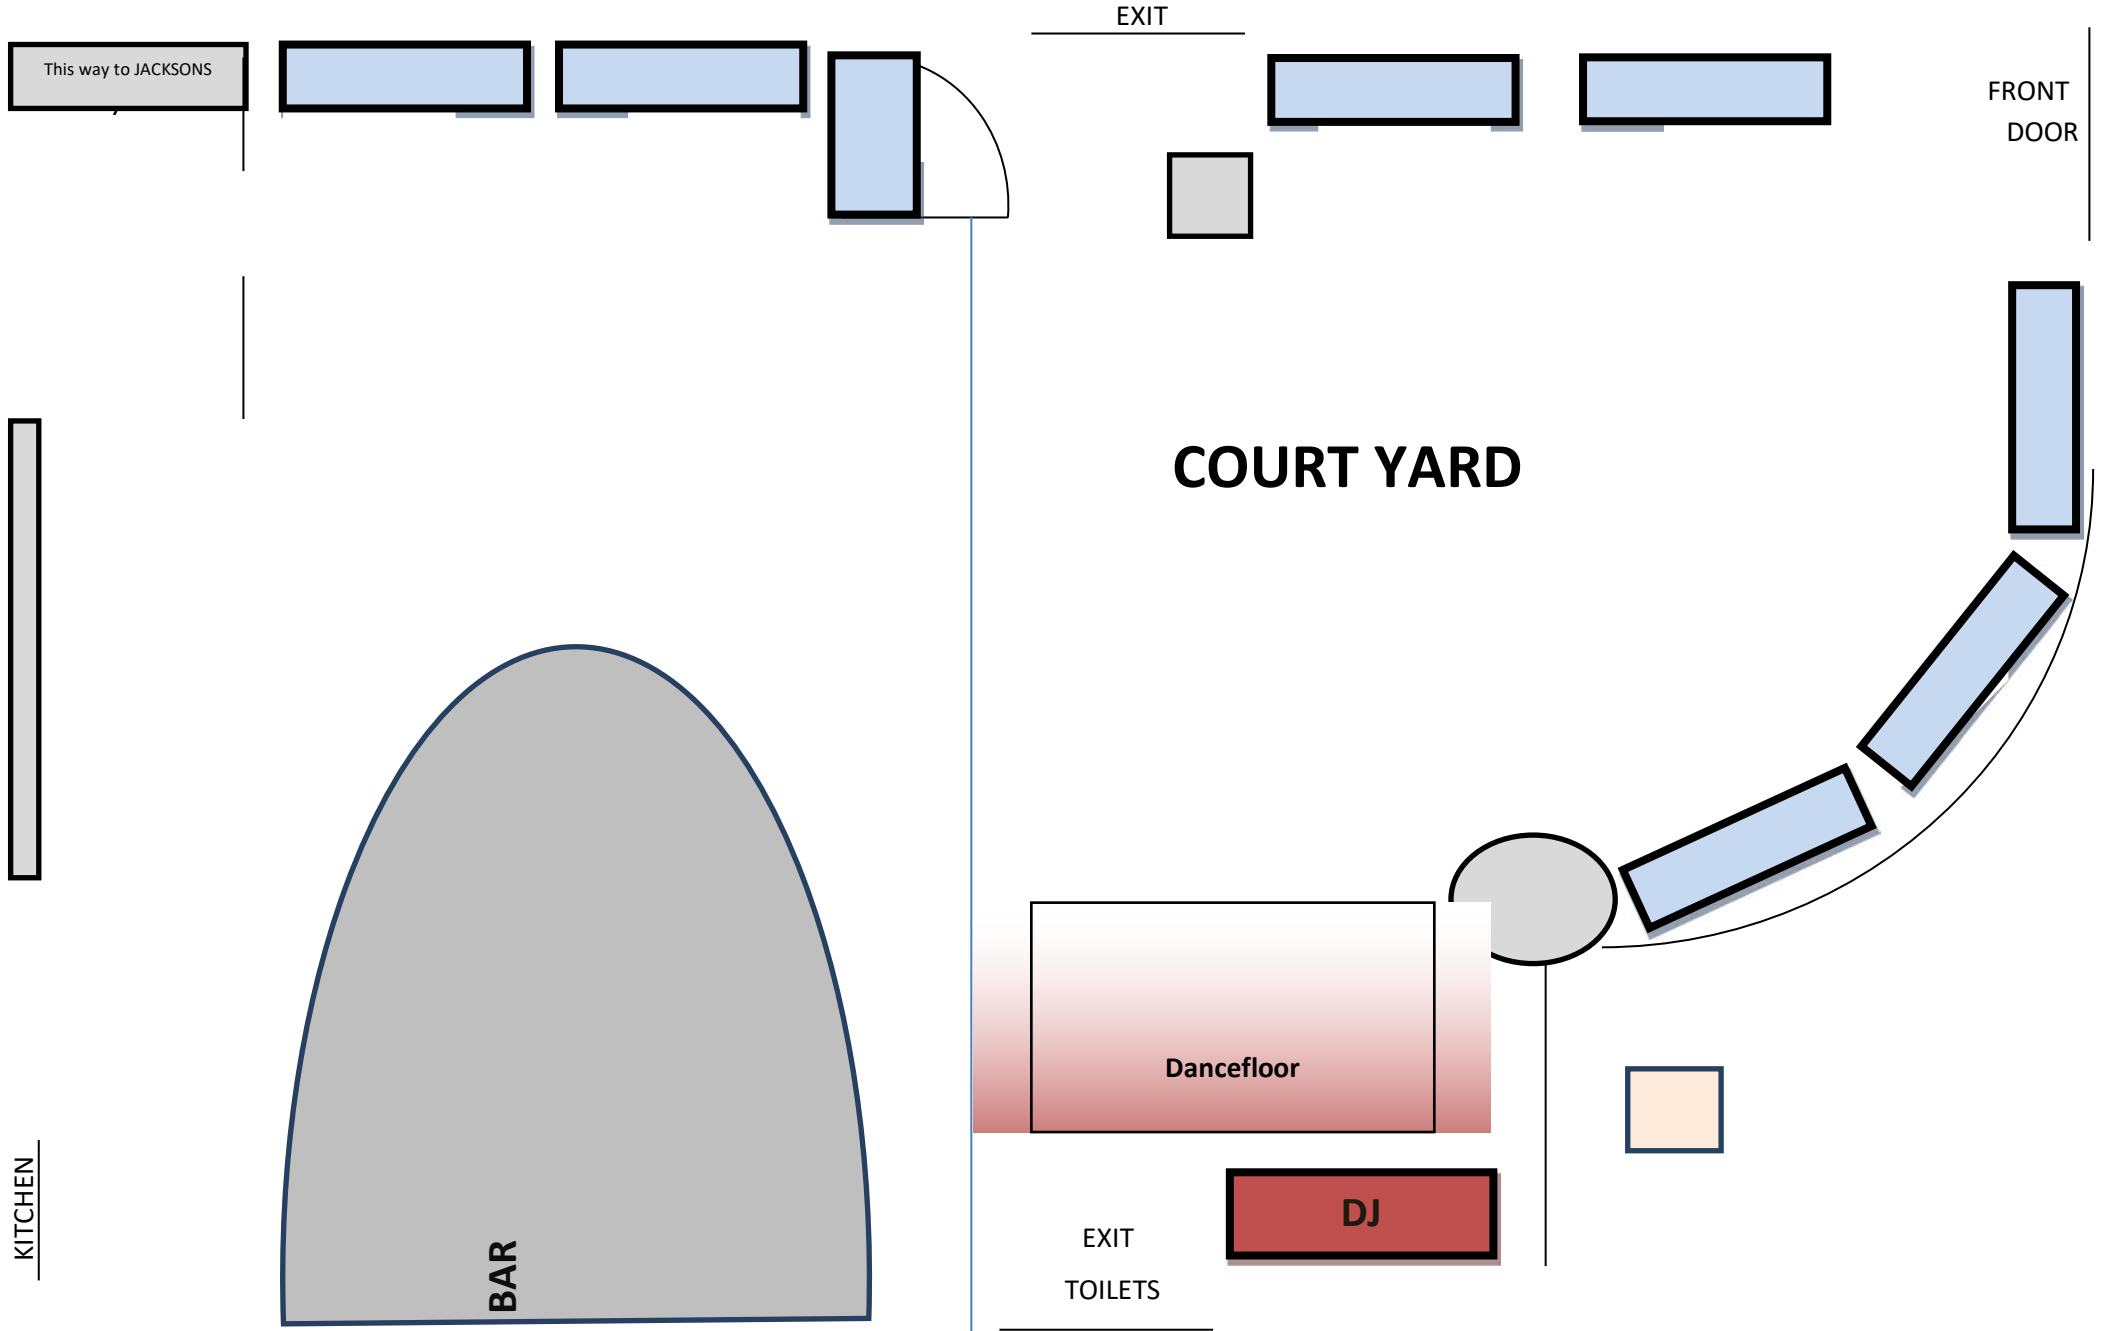 EXIT
This way to JACKSONS
FRONT
DOOR
COURT YARD
Dancefloor
KITCHEN
BAR
DJ
EXIT
TOILETS